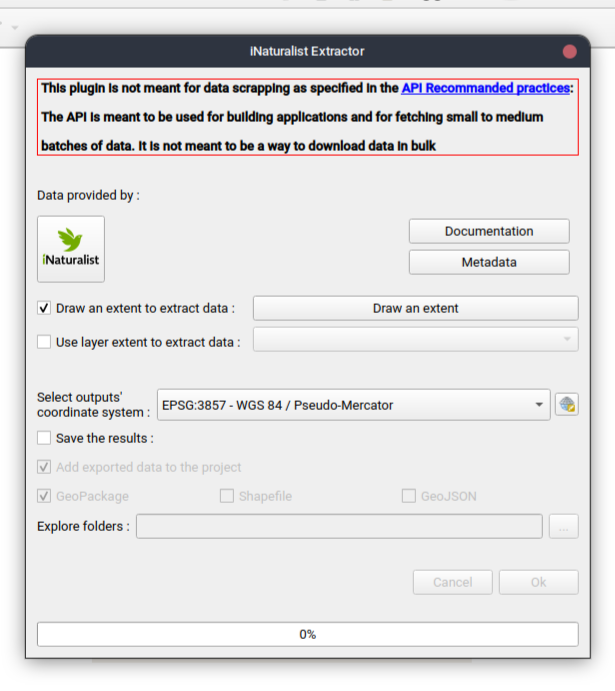 iNaturalist Extractor
This plugin is not meant for data scrapping as specified in the API Recommanded practices:
The API is meant to be used for building applications and for fetching small to medium
batches of data. It is not meant to be a way to download data in bulk
Data provided by :
iNaturalist
Documentation
Metadata
Draw an extent to extract data :
Draw an extent
Use layer extent to extract data :
Select outputs'
coordinate system :
EPSG:3857 - WGS 84 / Pseudo-Mercator
Save the results :
Add exported data to the project
GeoPackage
Shapefile
GeoJSON
Explore folders :
...
Cancel
Ok
0%